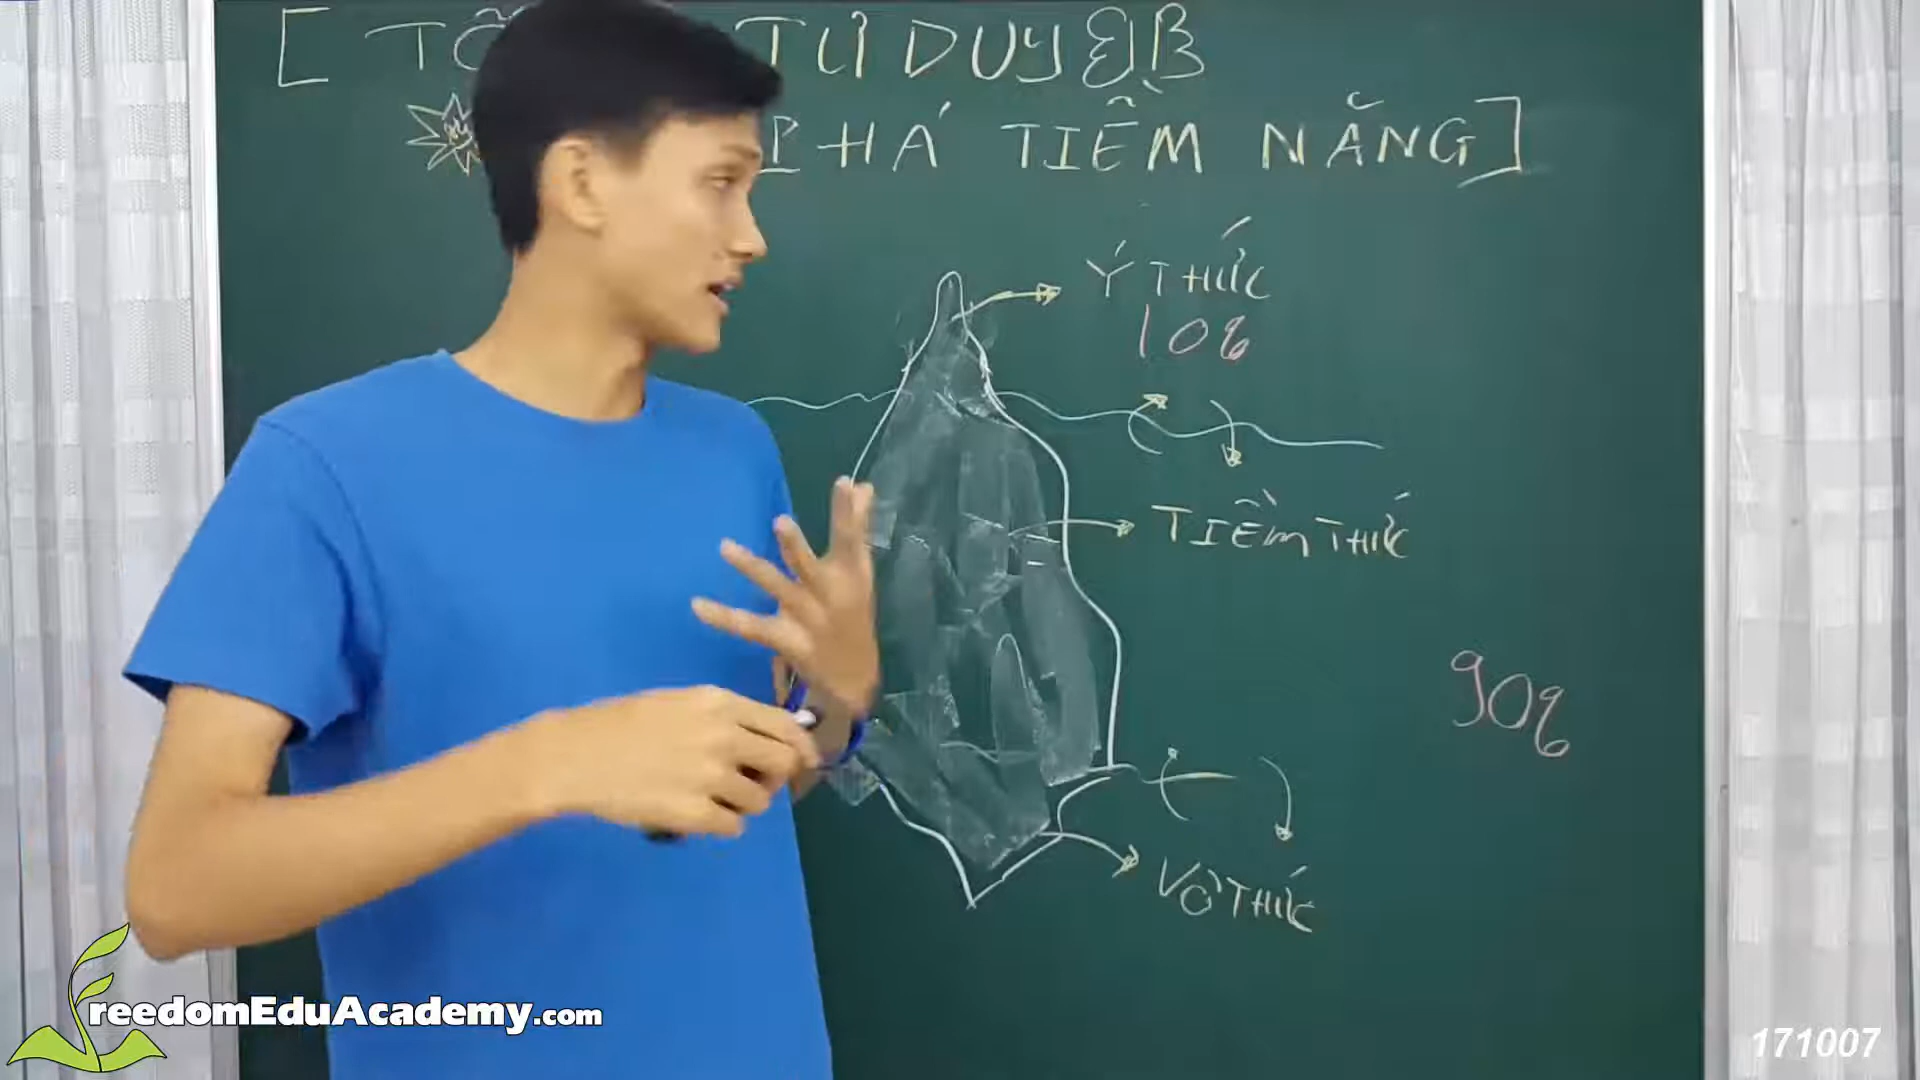 [ TƯ DUY
PHÁ TIỀM NĂNG]
Ý THỨC
10%
TIỀM THỨC
90%
VÔ THỨC
FreedomEduAcademy.com
171007